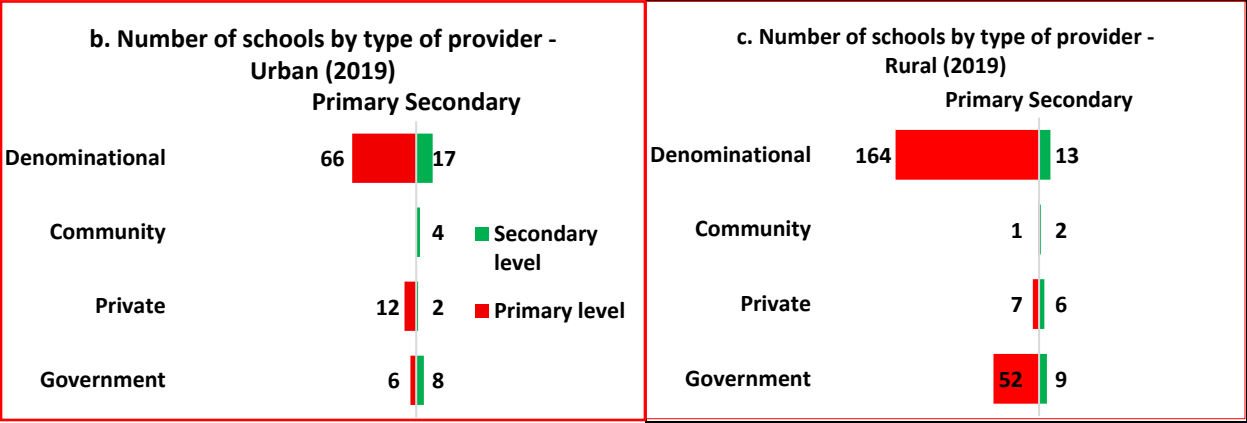 b. Number of schools by type of provider -
Urban (2019)
Primary Secondary
Denominational 66 17
Community 4
Secondary
level
Private 12 2
Primary level
Government 6 8
c. Number of schools by type of provider -
Rural (2019)
Primary Secondary
Denominational 164 13
Community 1 2
Private 7 6
Government 52 9